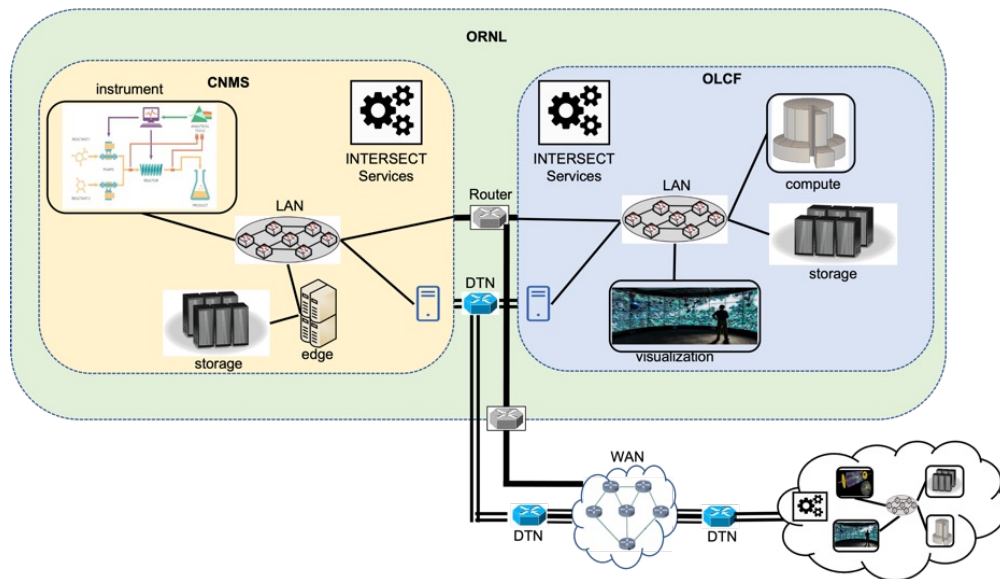 ORNL
CNMS
OLCF
instrument
INTERSECT
Services
INTERSECT
Services
compute
Router
LAN
LAN
storage
DTN
storage
edge
visualization
WAN
DTN
DTN
PRODUCT